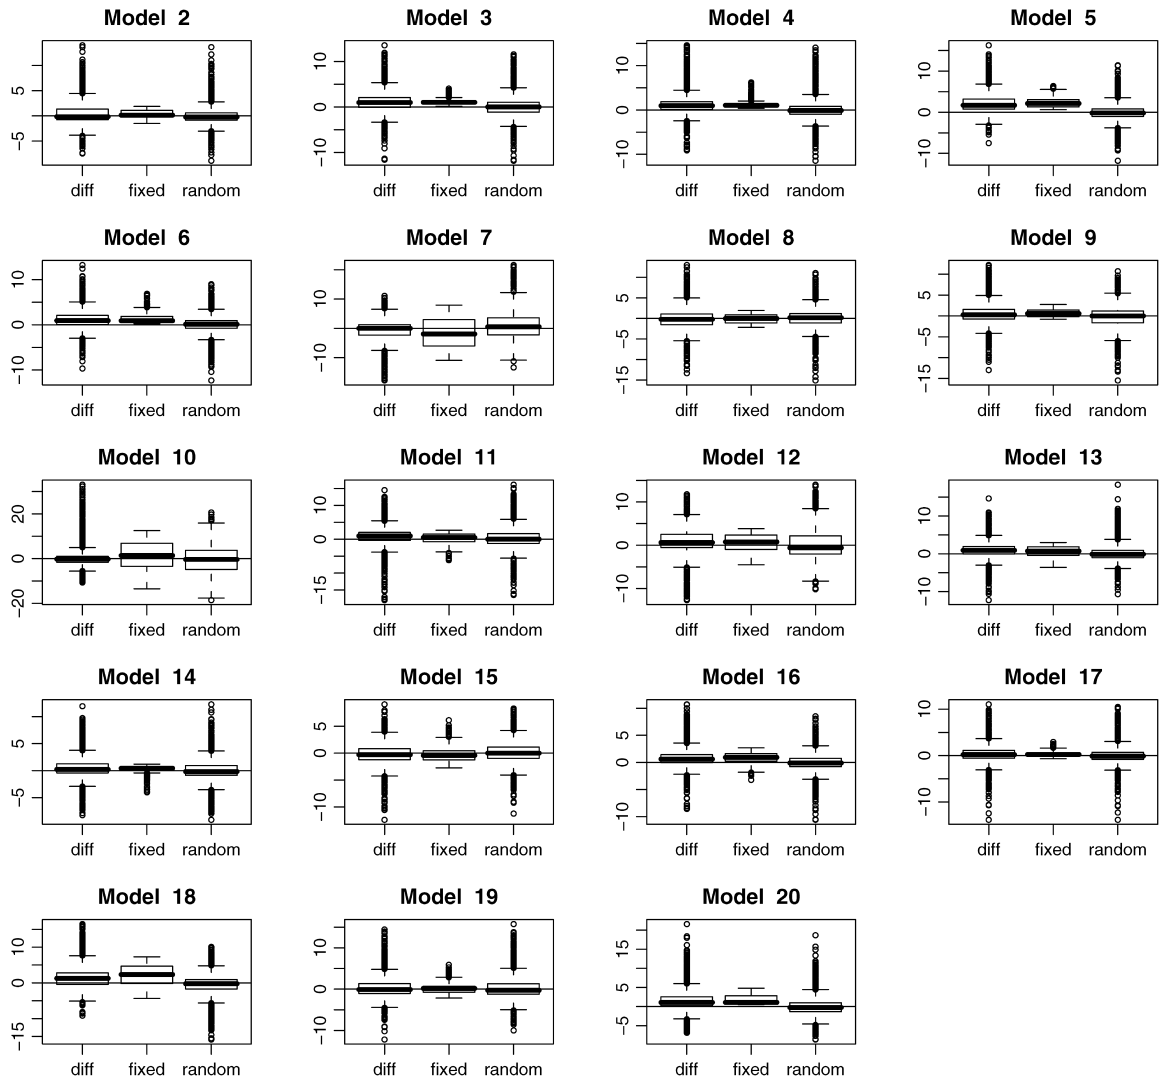 Model 2 Model 3 Model 4 Model 5
5 −5 10 0 −10 10 0 −10 10 0 −10
diff fixed random diff fixed random diff fixed random diff fixed random
Model 6 Model 7 Model 8 Model 9
10 0 −10 10 −10 5 −5 −15 5 −5 −15
diff fixed random diff fixed random diff fixed random diff fixed random
Model 10 Model 11 Model 12 Model 13
20 0 −20 10 0 −15 10 0 −10 10 0 −10
diff fixed random diff fixed random diff fixed random diff fixed random
Model 14 Model 15 Model 16 Model 17
5 −5 5 0 −10 5 0 −10 10 0 −10
diff fixed random diff fixed random diff fixed random diff fixed random
Model 18 Model 19 Model 20
10 0 −15 10 0 −10 15 5 −5
diff fixed random diff fixed random diff fixed random